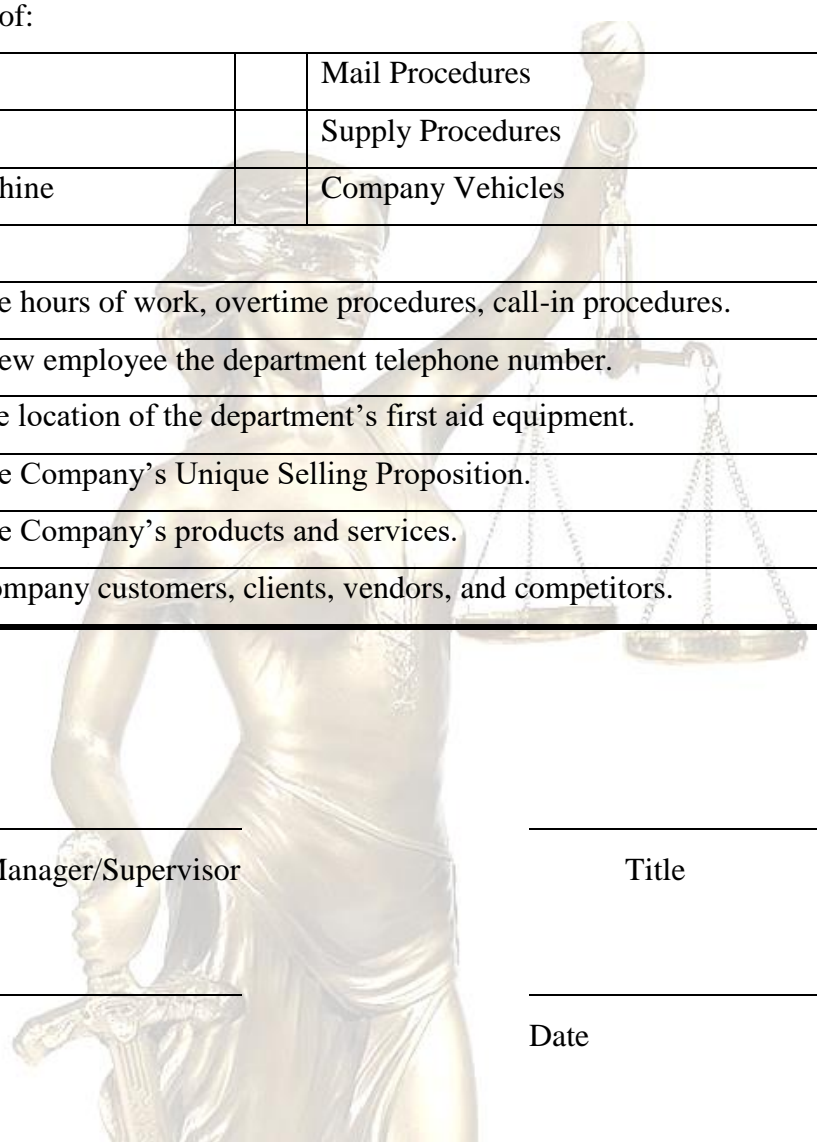 of:
Mail Procedures
Supply Procedures
hine Company Vehicles
e hours of work, overtime procedures, call-in procedures.
ew employee the department telephone number.
e location of the department’s first aid equipment.
e Company’s Unique Selling Proposition.
e Company’s products and services.
ompany customers, clients, vendors, and competitors.
Manager/Supervisor Title
Date